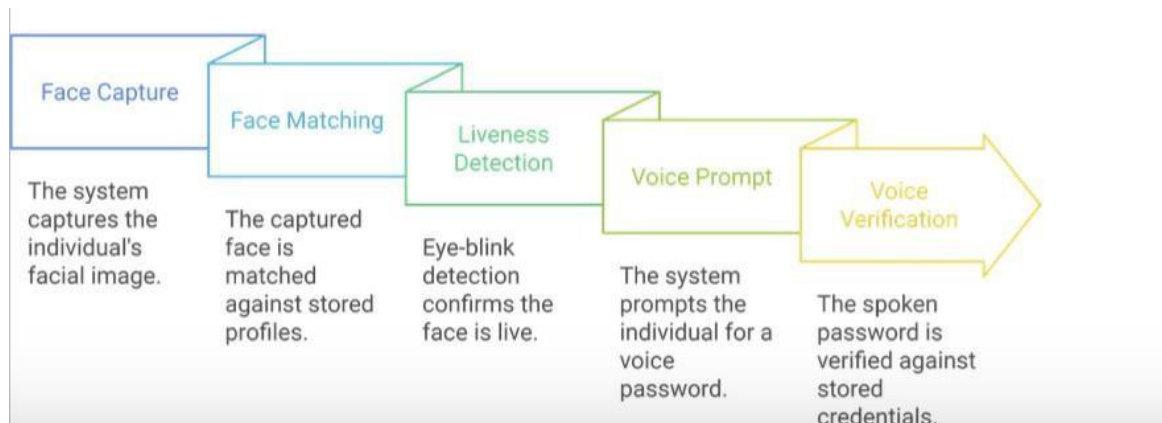 Face Capture
The system
captures the
individual's
facial image.
Face Matching
The captured
face is
matched
against stored
profiles.
Liveness
Detection
Eye-blink
detection
confirms the
face is live.
Voice Prompt
The system
prompts the
individual for a
voice
password.
Voice
Verification
The spoken
password is
verified against
stored
credentials.